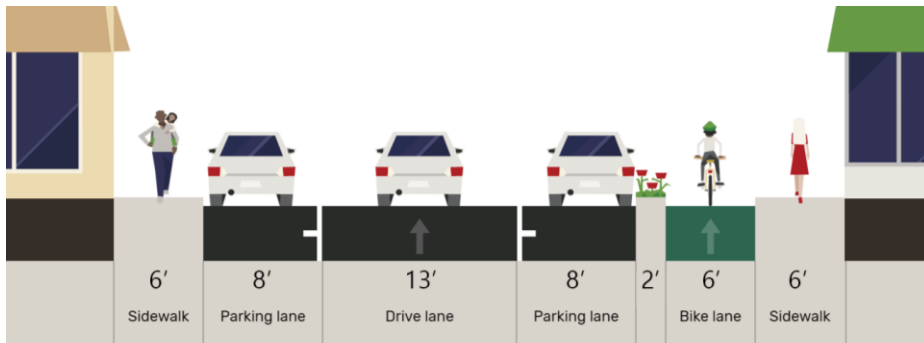 6′ 8′ 13′ 8′ 2′ 6′ 6′
Sidewalk Parking lane Drive lane Parking lane Bike lane Sidewalk